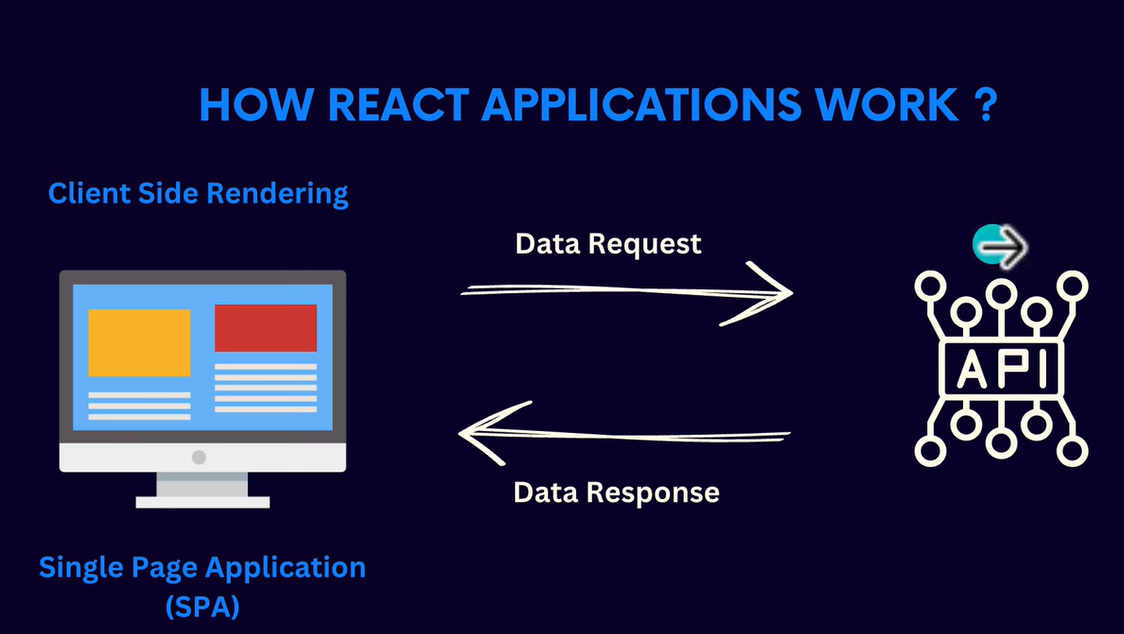 HOW REACT APPLICATIONS WORK ?
Client Side Rendering
Data Request
API
Data Response
Single Page Application
(SPA)